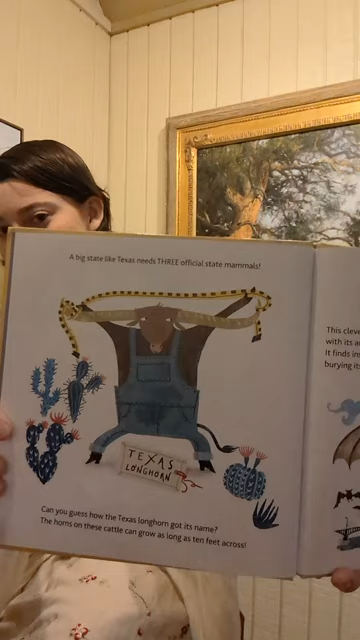 A big state like Texas needs THREE official state mammals!
TEXAS
LONGHORN
Can you guess how the Texas longhorn got its name?
The horns on these cattle can grow as long as ten feet across!
This cleve
with its a
It finds in
burying it